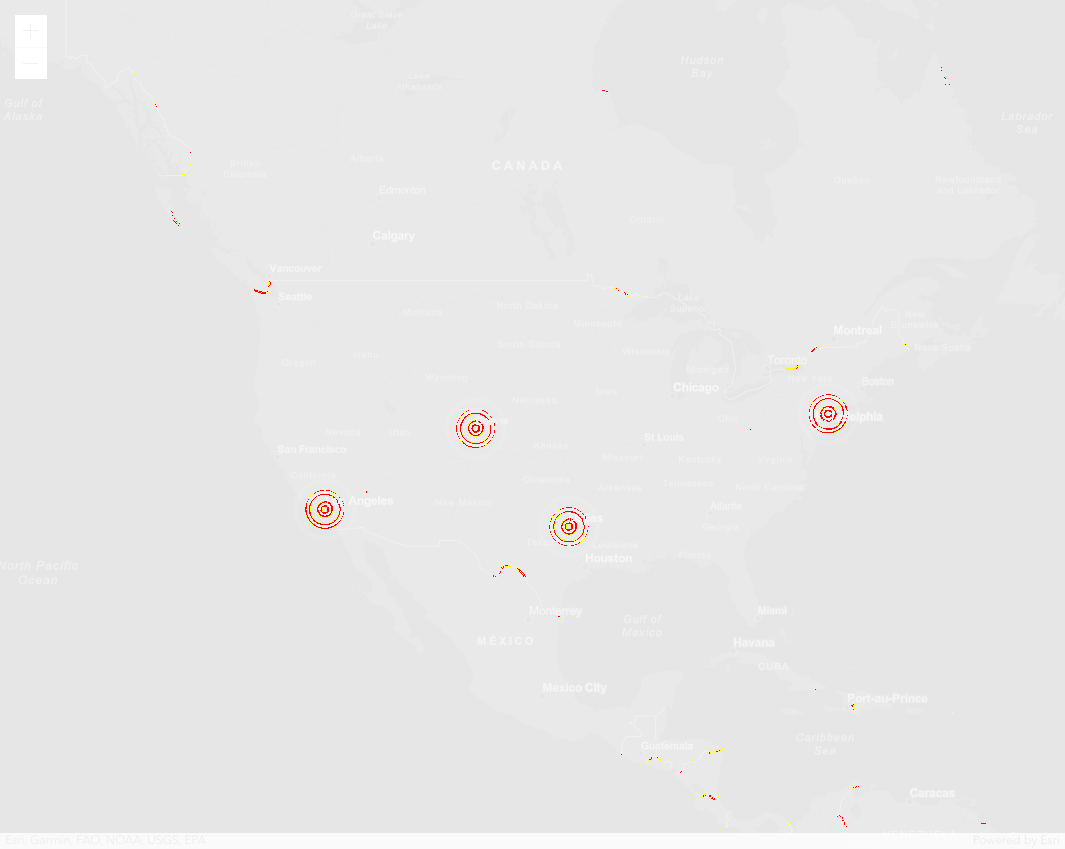 Great Slave
Lake
Lake
Athabasca
Hudson
Bay
Gulf of
Alaska
Labrador
Sea
CANADA
Alberta
British
Columbia
Edmonton
Quebec
Newfoundland
and Labrador
Ontario
Calgary
Vancouver
Seattle
North Dakota
Lake
Superior
Montana
Minnesota
New
Brunswick
Montreal
Nova Scotia
South Dakota
Wisconsin
Oregon
Idaho
Toronto
Michigan
Wyoming
New York
Boston
Chicago
Iowa
Nebraska
delphia
Ohio
Nevada
Utah
St Louis
San Francisco
Kansas
Missouri
Kentucky
Virginia
California
Oklahoma
Arkansas
Tennessee
North Carolina
Angeles
New Mexico
Atlanta
Georgia
as
Louisiana
Houston
Florida
North Pacific
Ocean
Monterrey
Miami
Gulf of
Mexico
MÉXICO
Havana
CUBA
Mexico City
Port-au-Prince
Guatemala
Caribbean
Sea
Caracas
VENEZUELA
Esri, Garmin, FAO, NOAA, USGS, EPA
Powered by Esri